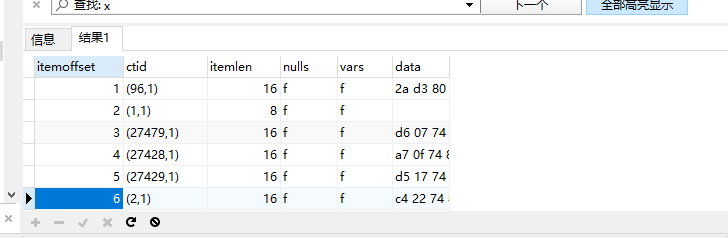 查找: x 下一个 全部高亮显示
信息 结果1
itemoffset ctid itemlen nulls vars data
1 (96,1) 16 f f 2a d3 80
2 (1,1) 8 f f
3 (27479,1) 16 f f d6 07 74
4 (27428,1) 16 f f a7 0f 74 8
5 (27429,1) 16 f f d5 17 74
6 (2,1) 16 f f c4 22 74